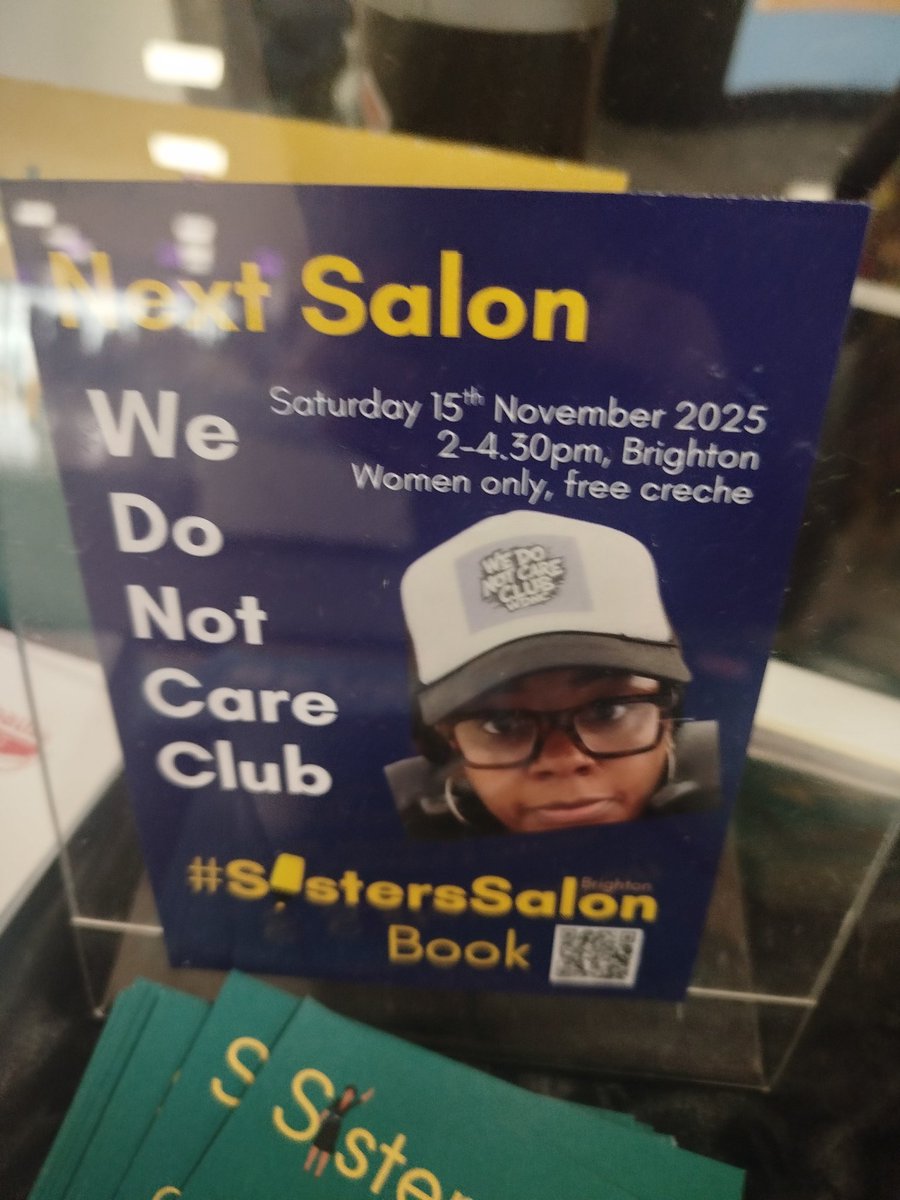 Next Salon
Saturday 15th November 2025
2-4.30pm, Brighton
Women only, free creche
We
Do
Not
Care
Club
WE DO
NOT CARE
CLUB
#SistersSalon
Brighton
Book
Sister